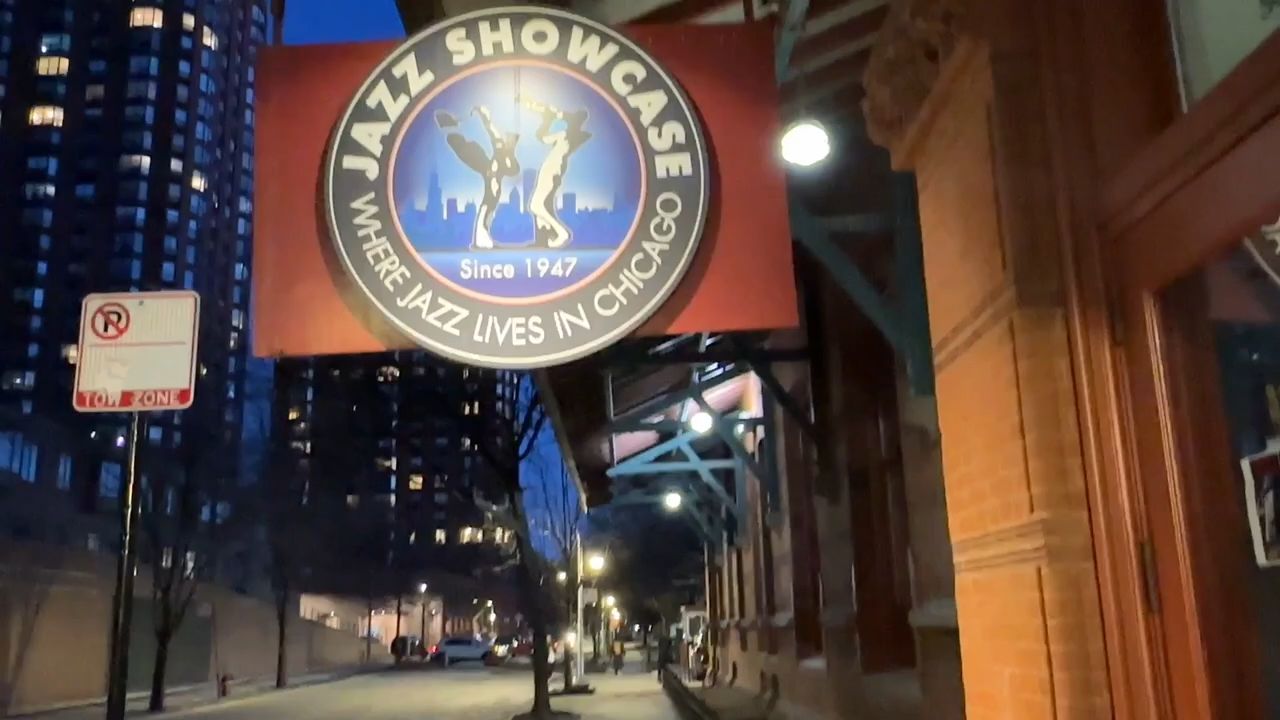 JAZZ SHOWCASE
Since 1947
WHERE JAZZ LIVES IN CHICAGO
P
TOW ZONE